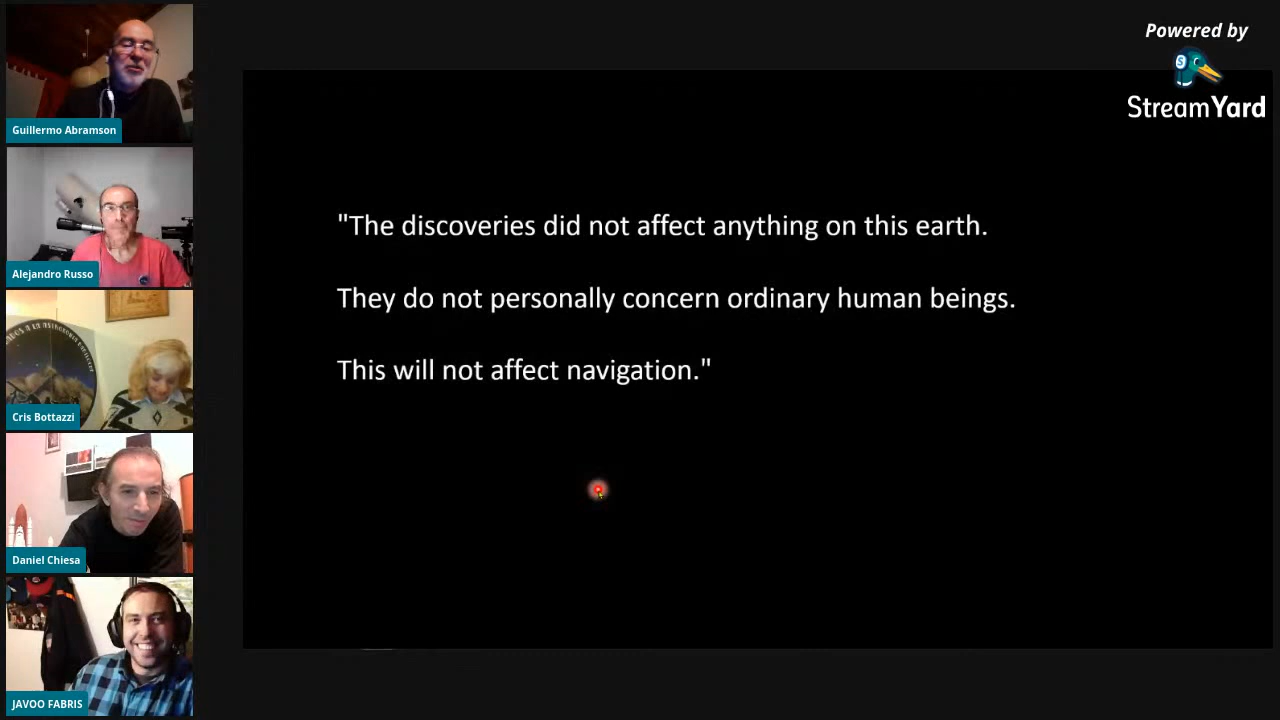 Powered by
StreamYard
Guillermo Abramson
"The discoveries did not affect anything on this earth.
Alejandro Russo
They do not personally concern ordinary human beings.
This will not affect navigation."
Cris Bottazzi
Daniel Chiesa
JAVOO FABRIS